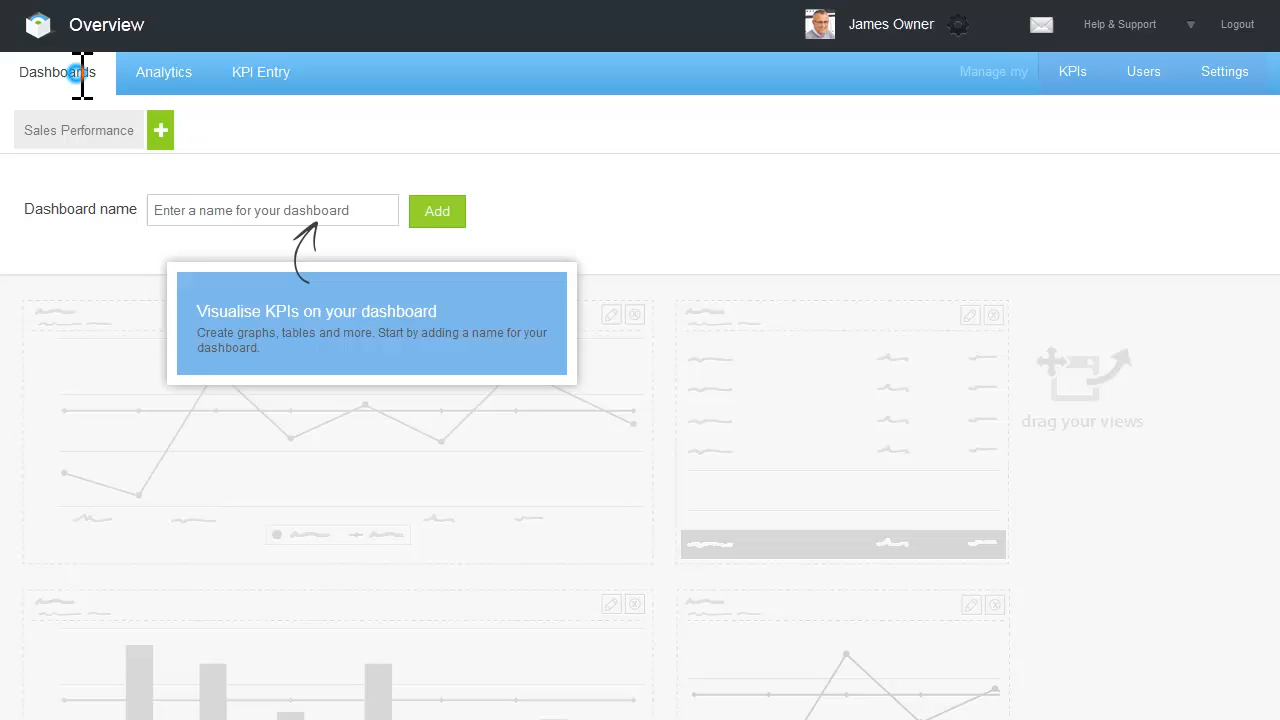 Overview
James Owner
Help & Support
Logout
Dashboards
Analytics
KPI Entry
Manage my
KPIs
Users
Settings
Sales Performance
Dashboard name
Enter a name for your dashboard
Add
Visualise KPIs on your dashboard
Create graphs, tables and more. Start by adding a name for your
dashboard.
drag your views